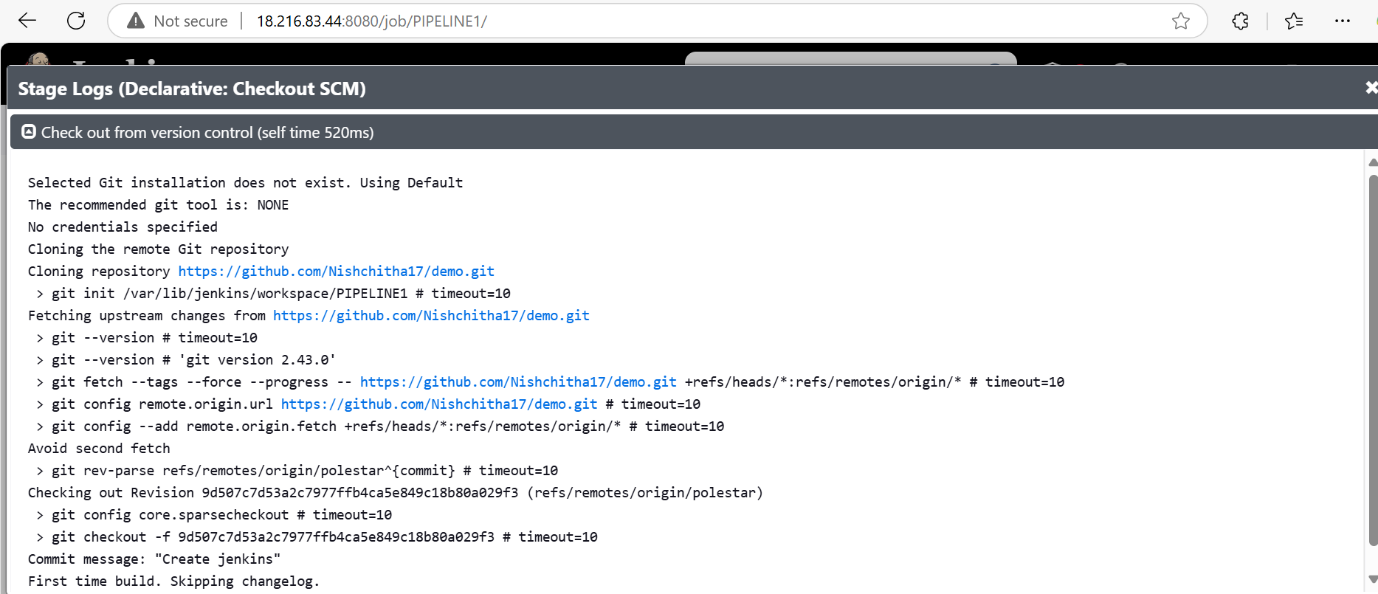 Not secure 18.216.83.44:8080/job/PIPELINE1/
Stage Logs (Declarative: Checkout SCM)
Check out from version control (self time 520ms)
Selected Git installation does not exist. Using Default
The recommended git tool is: NONE
No credentials specified
Cloning the remote Git repository
Cloning repository https://github.com/Nishchitha17/demo.git
> git init /var/lib/jenkins/workspace/PIPELINE1 # timeout=10
Fetching upstream changes from https://github.com/Nishchitha17/demo.git
> git --version # timeout=10
> git --version # 'git version 2.43.0'
> git fetch --tags --force --progress -- https://github.com/Nishchitha17/demo.git +refs/heads/*:refs/remotes/origin/* # timeout=10
> git config remote.origin.url https://github.com/Nishchitha17/demo.git # timeout=10
> git config --add remote.origin.fetch +refs/heads/*:refs/remotes/origin/* # timeout=10
Avoid second fetch
> git rev-parse refs/remotes/origin/polestar^{commit} # timeout=10
Checking out Revision 9d507c7d53a2c7977ffb4ca5e849c18b80a029f3 (refs/remotes/origin/polestar)
> git config core.sparsecheckout # timeout=10
> git checkout -f 9d507c7d53a2c7977ffb4ca5e849c18b80a029f3 # timeout=10
Commit message: "Create jenkins"
First time build. Skipping changelog.